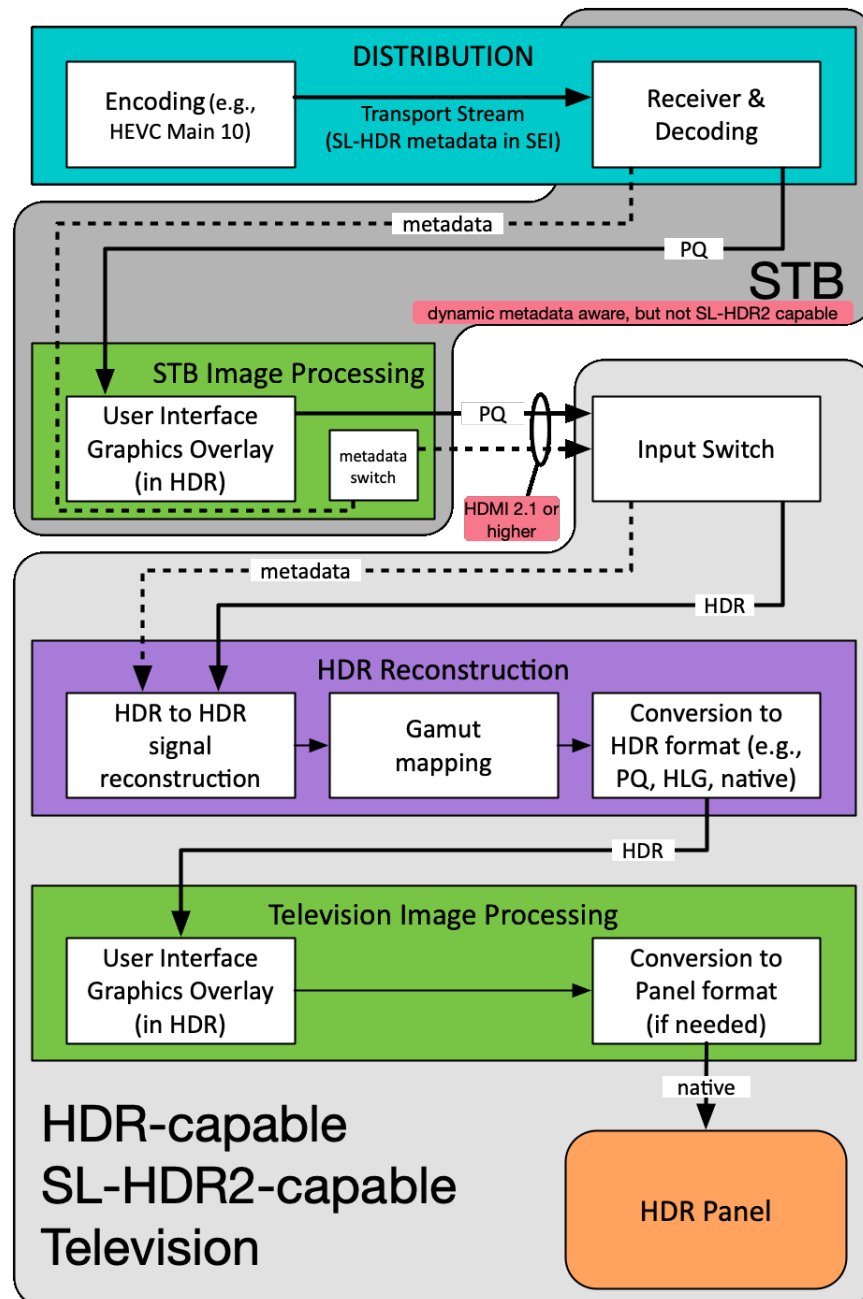 DISTRIBUTION
Encoding (e.g.,
HEVC Main 10)
Transport Stream
(SL-HDR metadata in SEI)
Receiver &
Decoding
metadata
PQ
STB
dynamic metadata aware, but not SL-HDR2 capable
STB Image Processing
User Interface
Graphics Overlay
(in HDR)
metadata
switch
PQ
HDMI 2.1 or
higher
Input Switch
metadata
HDR
HDR Reconstruction
HDR to HDR
signal
reconstruction
Gamut
mapping
Conversion to
HDR format (e.g.,
PQ, HLG, native)
HDR
Television Image Processing
User Interface
Graphics Overlay
(in HDR)
Conversion to
Panel format
(if needed)
native
HDR-capable
SL-HDR2-capable
Television
HDR Panel